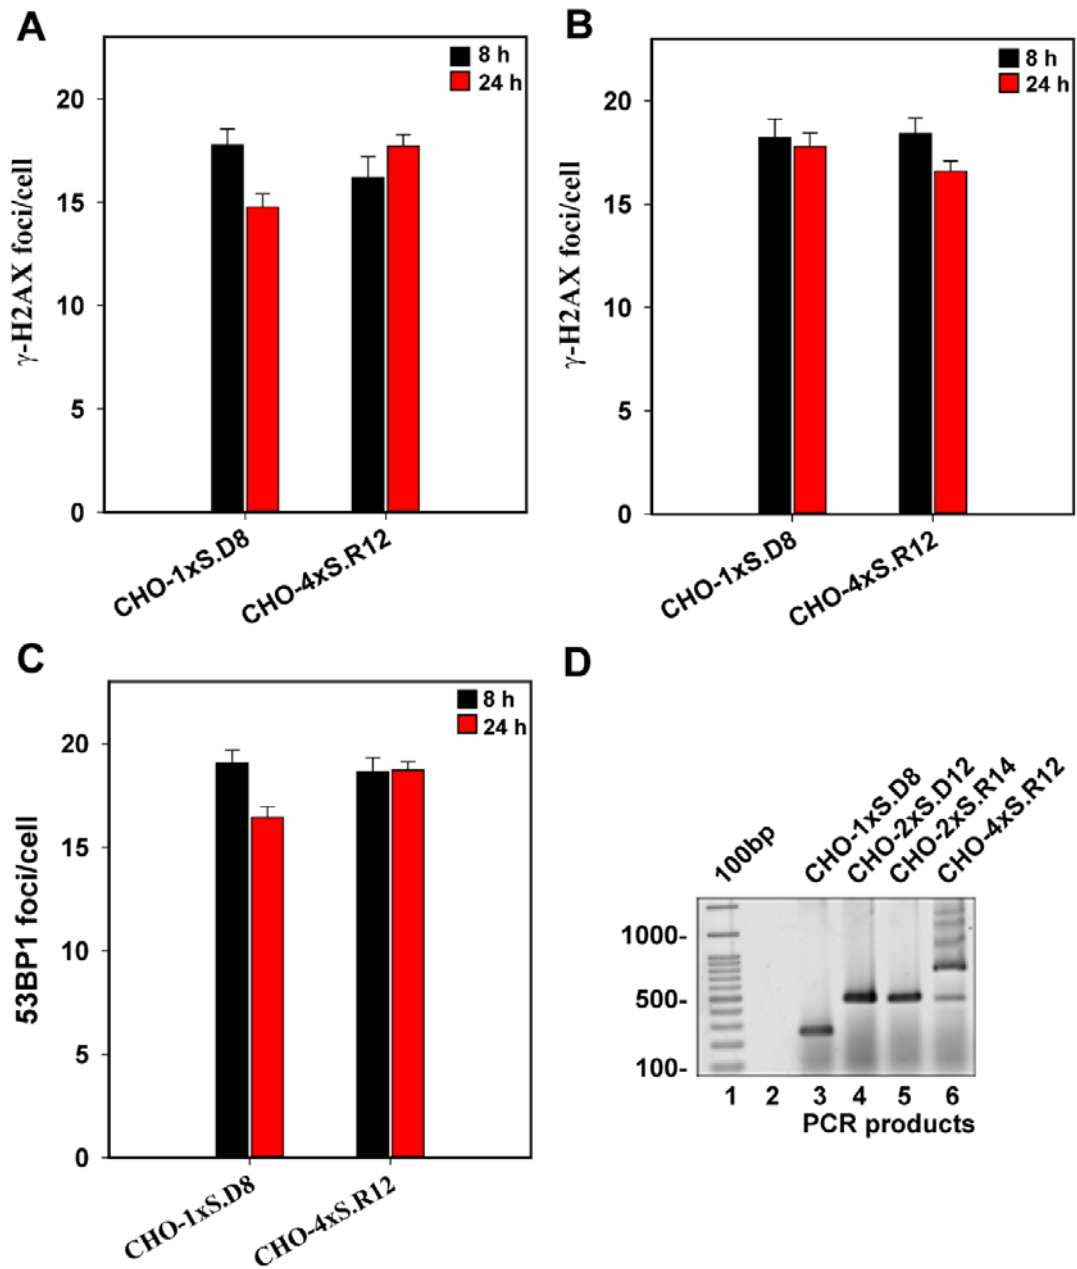 A
8 h
24 h
20
15
10
5
0
γ-H2AX foci/cell
CHO-1xS.D8
CHO-4xS.R12
B
8 h
24 h
20
15
10
5
0
γ-H2AX foci/cell
CHO-1xS.D8
CHO-4xS.R12
C
8 h
24 h
20
15
10
5
0
53BP1 foci/cell
CHO-1xS.D8
CHO-4xS.R12
D
100bp
CHO-1xS.D8
CHO-2xS.D12
CHO-2xS.R14
CHO-4xS.R12
1000-
500-
100-
1 2 3 4 5 6
PCR products